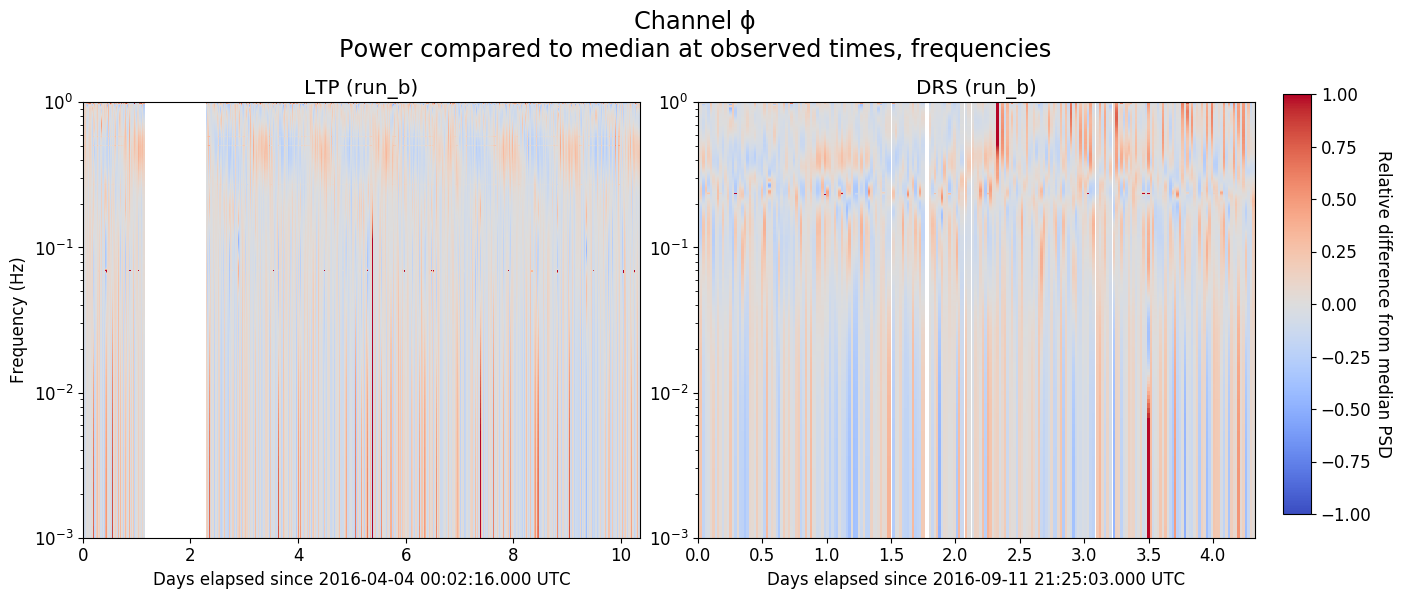 Channel ϕ
Power compared to median at observed times, frequencies
LTP (run_b)
DRS (run_b)
Frequency (Hz)
10⁰
10⁻¹
10⁻²
10⁻³
0 2 4 6 8 10
Days elapsed since 2016-04-04 00:02:16.000 UTC
10⁰
10⁻¹
10⁻²
10⁻³
0.0 0.5 1.0 1.5 2.0 2.5 3.0 3.5 4.0
Days elapsed since 2016-09-11 21:25:03.000 UTC
1.00
0.75
0.50
0.25
0.00
−0.25
−0.50
−0.75
−1.00
Relative difference from median PSD